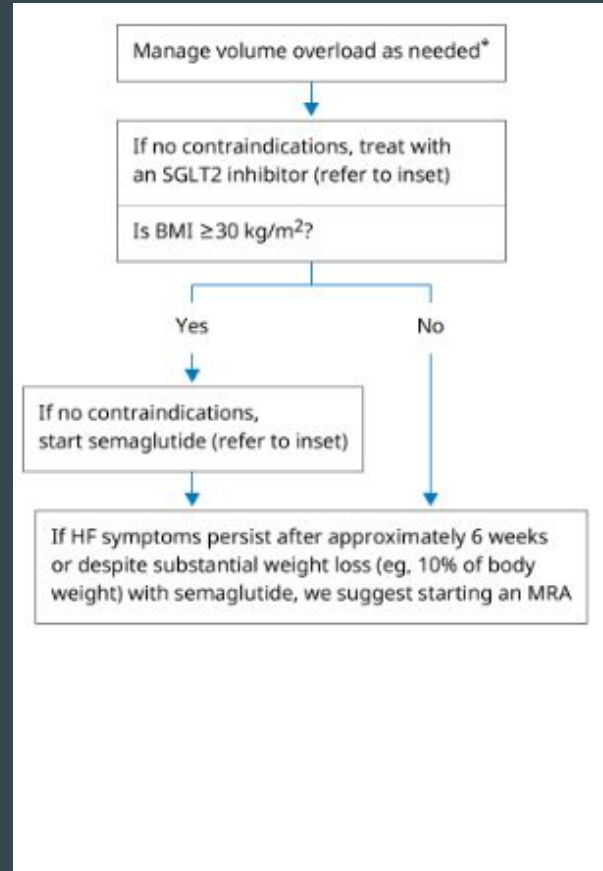 Manage volume overload as needed*
If no contraindications, treat with
an SGLT2 inhibitor (refer to inset)
Is BMI ≥30 kg/m²?
Yes
No
If no contraindications,
start semaglutide (refer to inset)
If HF symptoms persist after approximately 6 weeks
or despite substantial weight loss (eg, 10% of body
weight) with semaglutide, we suggest starting an MRA